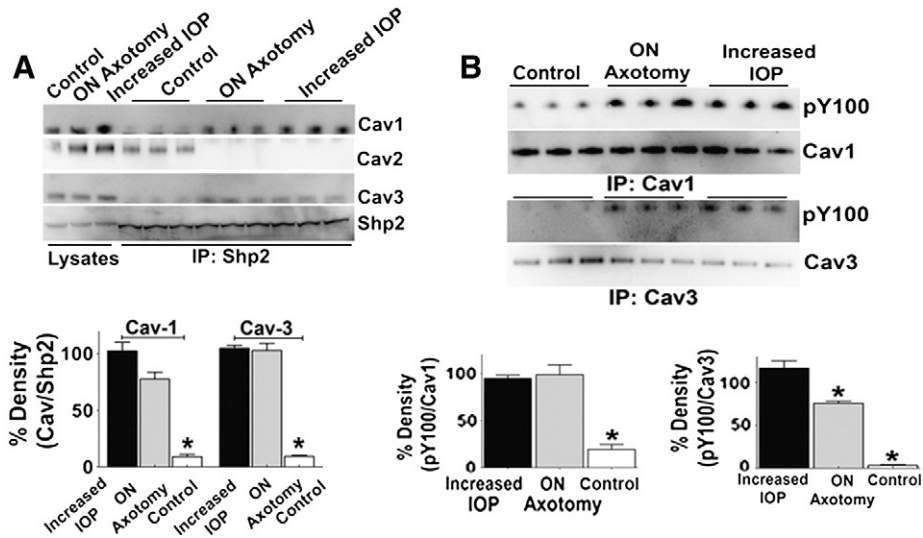 A
Control
ON Axotomy
Increased IOP
Control
ON Axotomy
Increased IOP
Cav1
Cav2
Cav3
Shp2
Lysates
IP: Shp2
% Density
(Cav/Shp2)
Cav-1
Cav-3
100
50
0
*
*
Increased
IOP
ON
Axotomy
Control
Increased
IOP
ON
Axotomy
Control
B
Control
ON
Axotomy
Increased
IOP
pY100
Cav1
IP: Cav1
pY100
Cav3
IP: Cav3
% Density
(pY100/Cav1)
100
50
0
*
Increased
IOP
ON
Axotomy
Control
% Density
(pY100/Cav3)
100
50
0
*
*
Increased
IOP
ON
Axotomy
Control